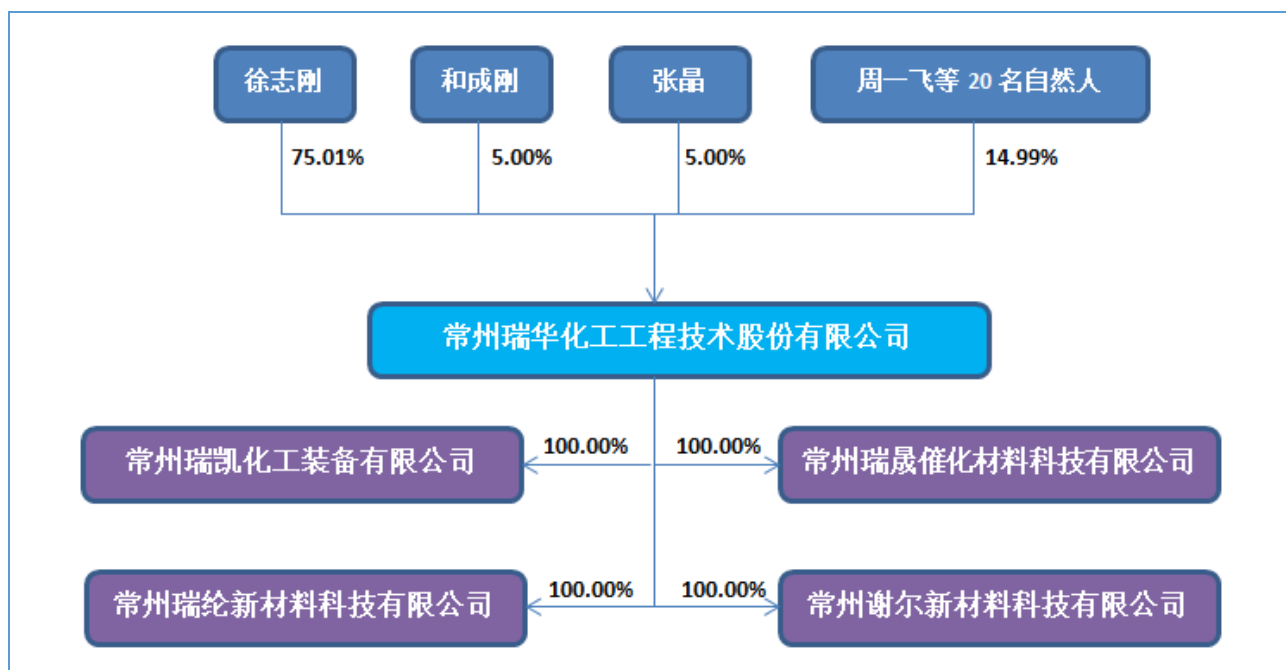 徐志刚
和成刚
张晶
周一飞等 20 名自然人
75.01%
5.00%
5.00%
14.99%
常州瑞华化工工程技术股份有限公司
100.00%
100.00%
常州瑞凯化工装备有限公司
常州瑞晟催化材料科技有限公司
100.00%
100.00%
常州瑞纶新材料科技有限公司
常州谢尔新材料科技有限公司